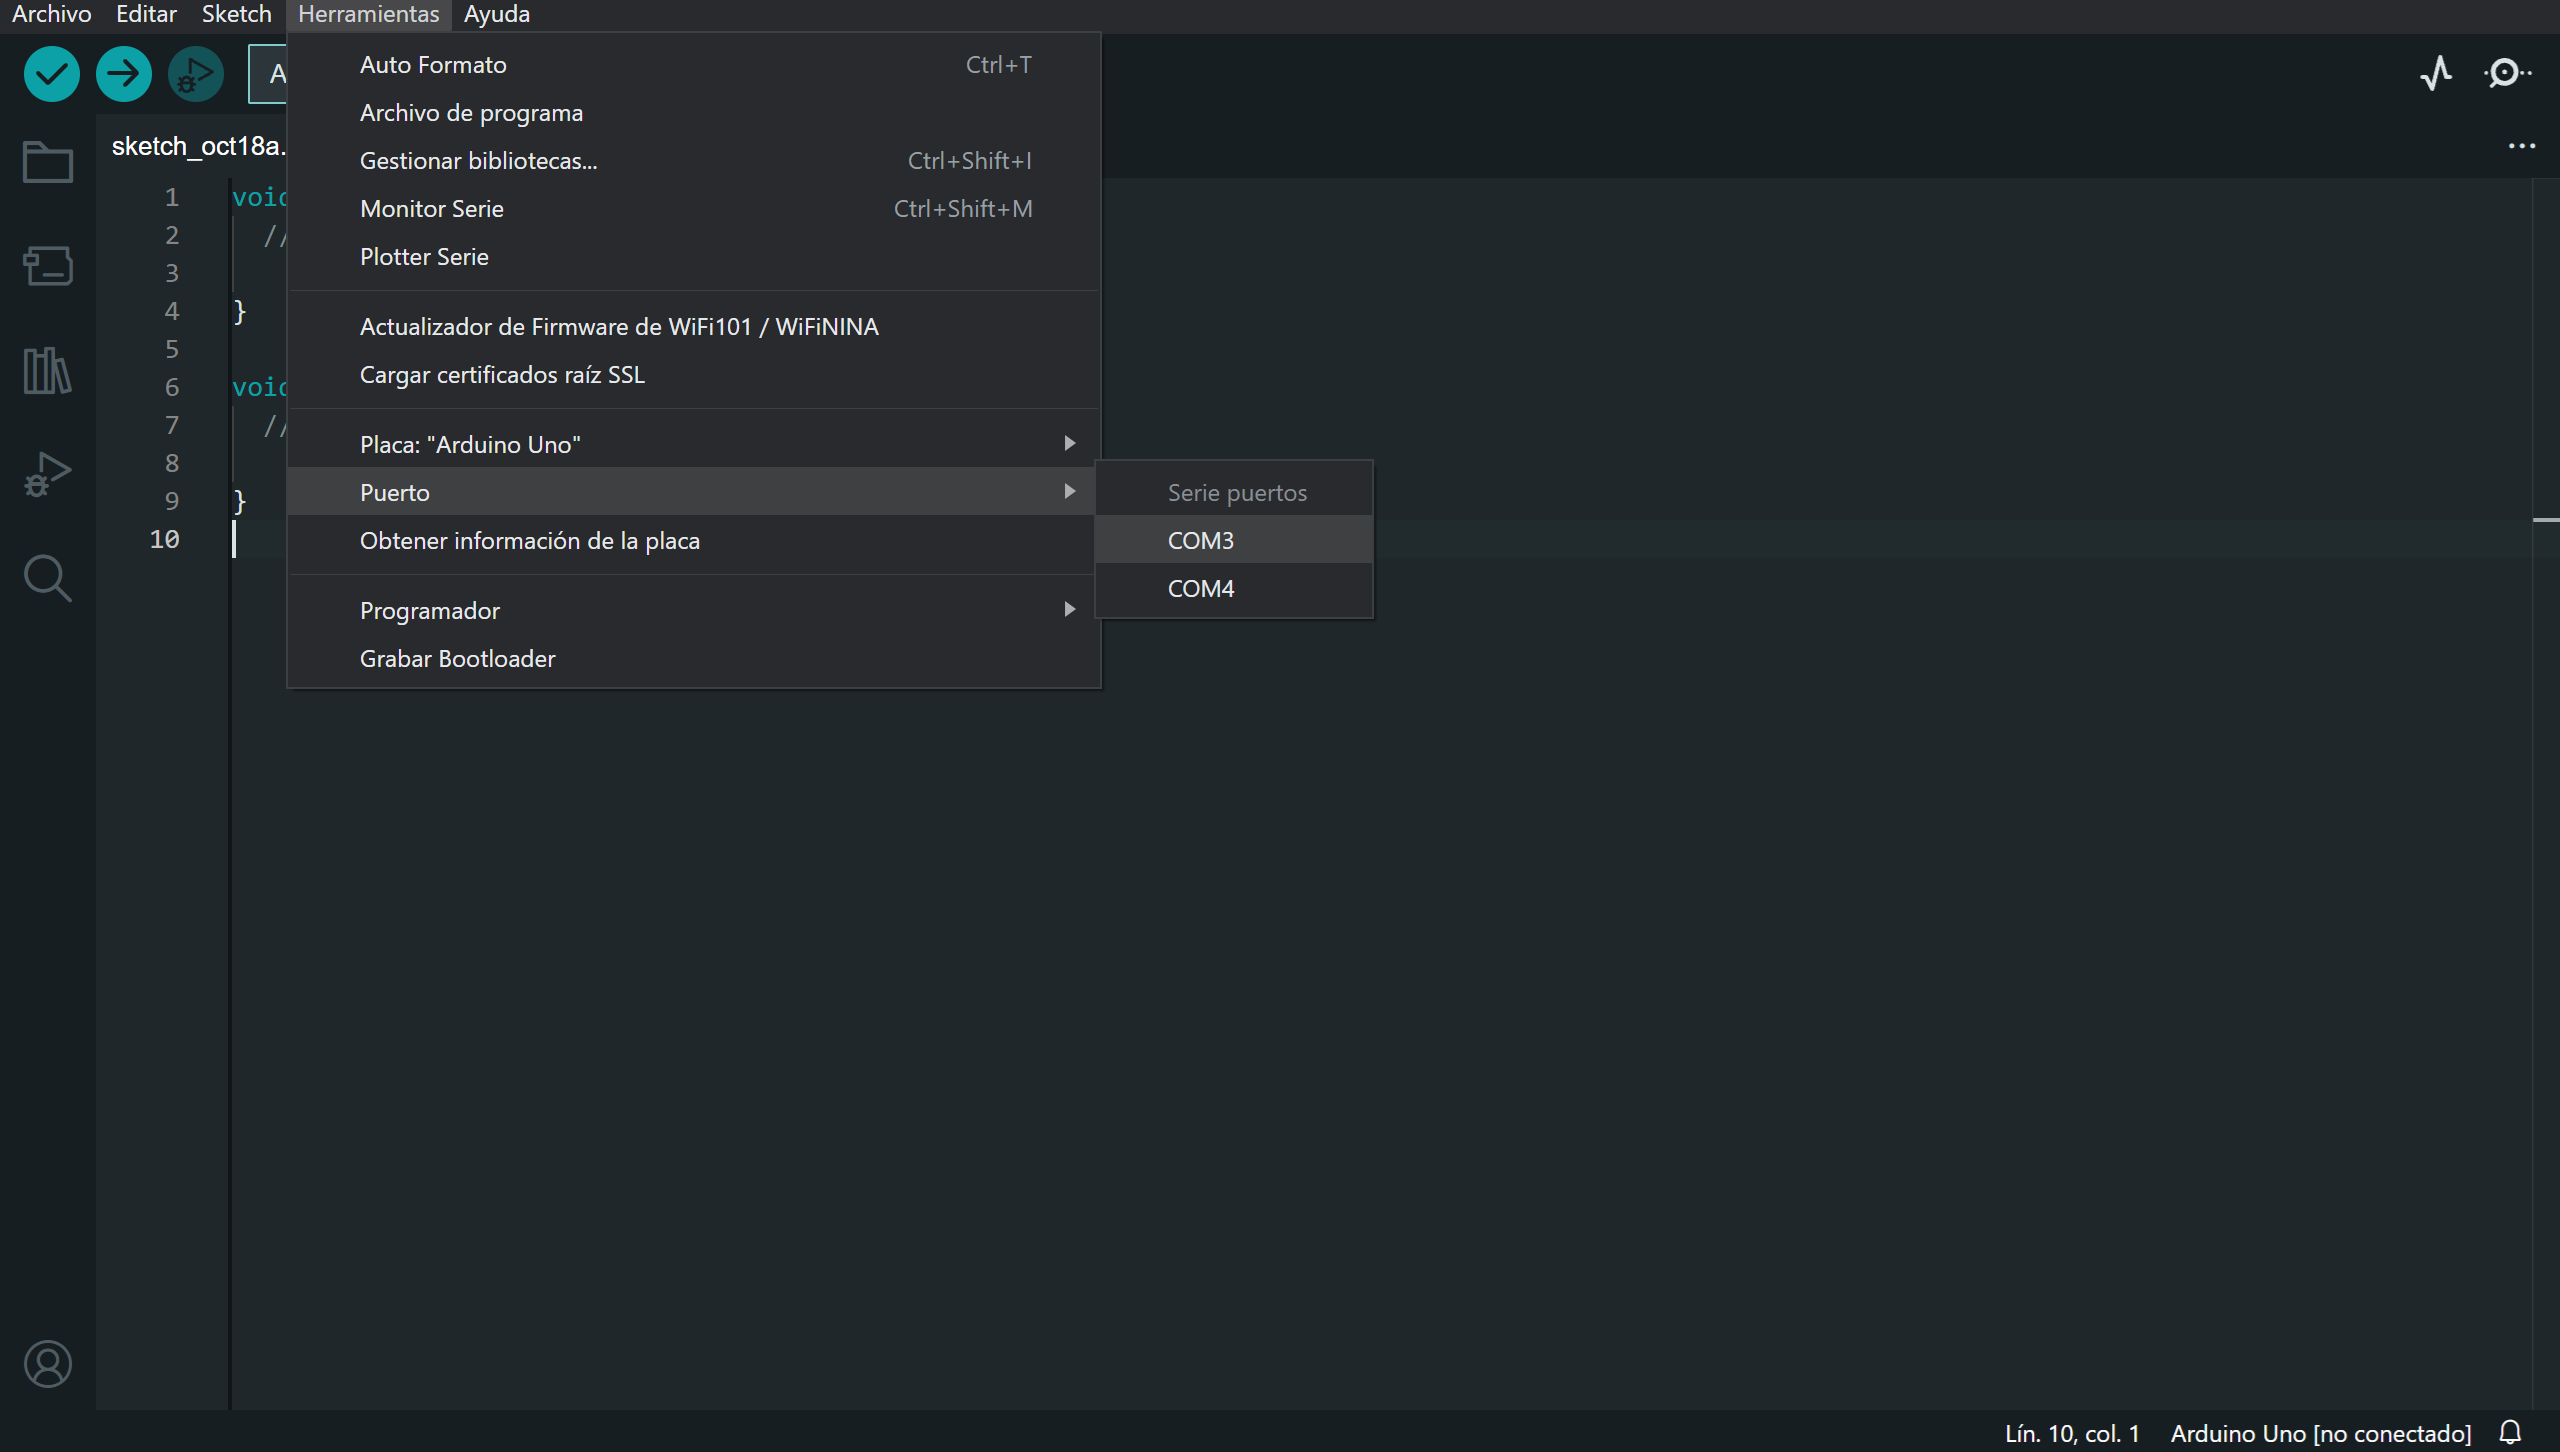 Archivo Editar Sketch Herramientas Ayuda
A
sketch_oct18a.
Auto Formato Ctrl+T
Archivo de programa
Gestionar bibliotecas... Ctrl+Shift+I
Monitor Serie Ctrl+Shift+M
Plotter Serie
Actualizador de Firmware de WiFi101 / WiFiNINA
Cargar certificados raíz SSL
Placa: "Arduino Uno"
Puerto
Obtener información de la placa
Programador
Grabar Bootloader
Serie puertos
COM3
COM4
1 void
2 //
3
4 }
5
6 void
7 //
8
9 }
10
Lín. 10, col. 1 Arduino Uno [no conectado]